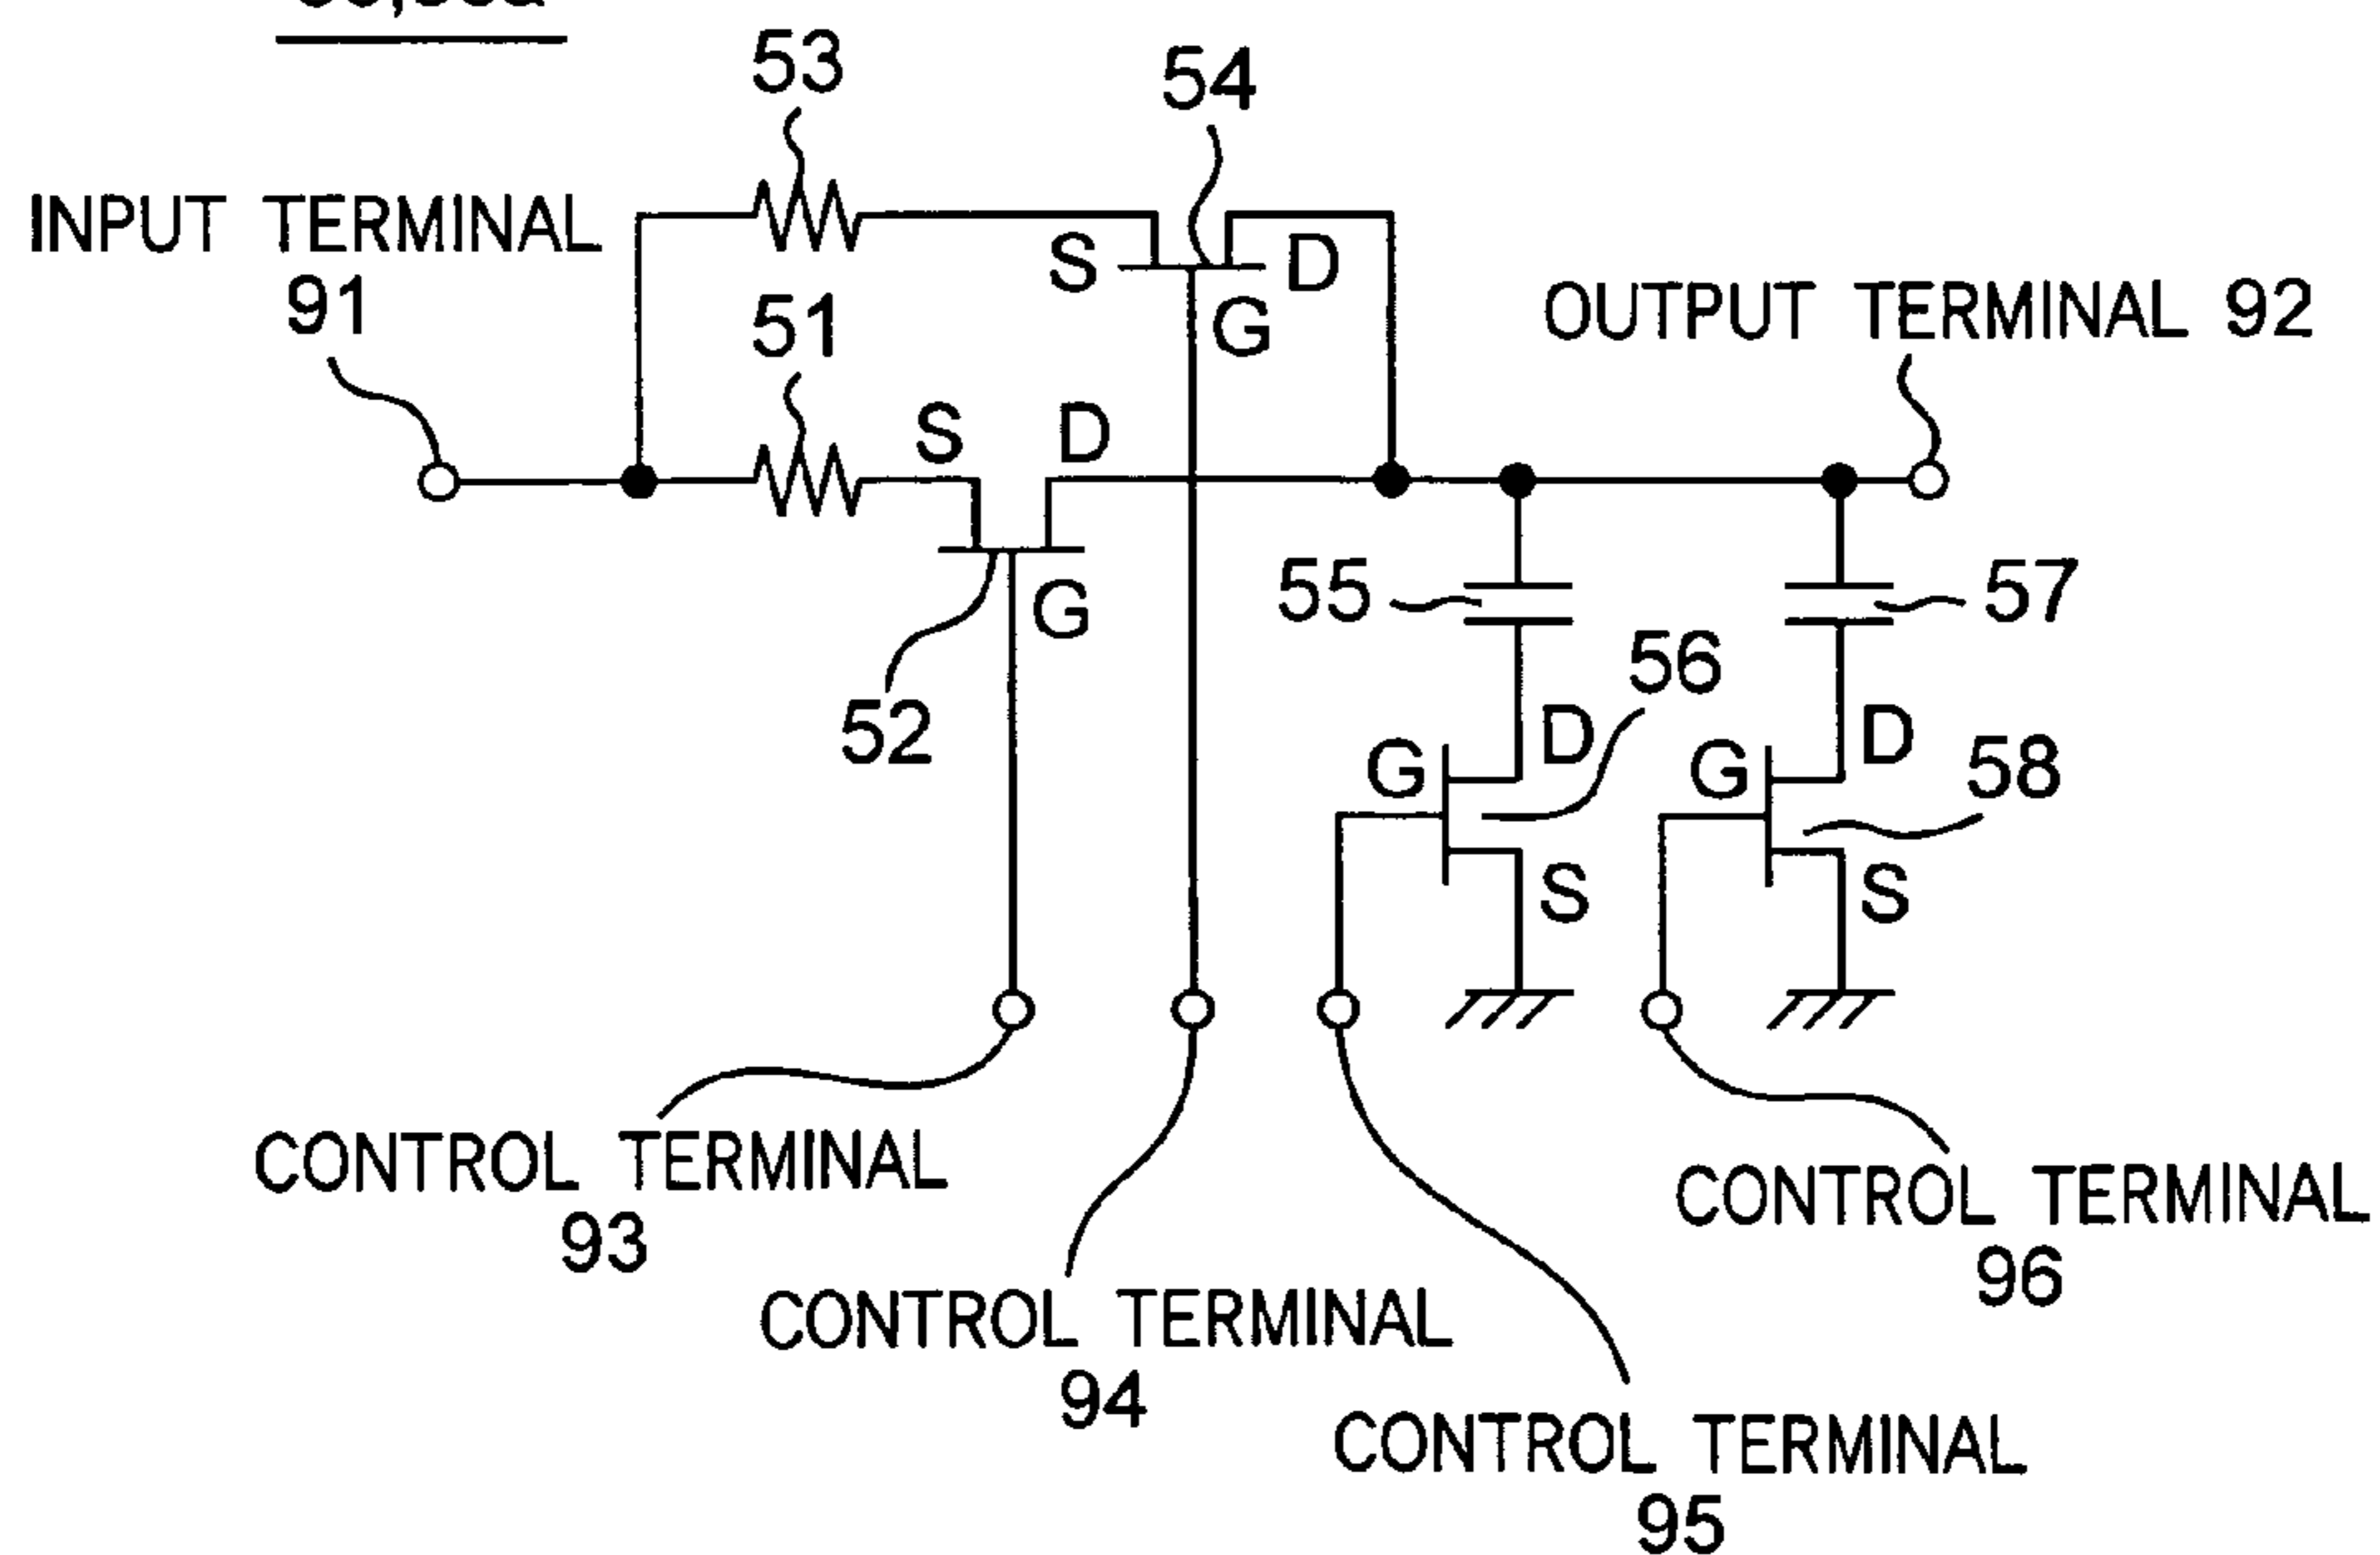 53
54
INPUT TERMINAL
91
51
OUTPUT TERMINAL 92
S
D
G
S
D
G
52
55
57
56
G
D
S
G
D
58
S
CONTROL TERMINAL
93
CONTROL TERMINAL
94
CONTROL TERMINAL
95
CONTROL TERMINAL
96